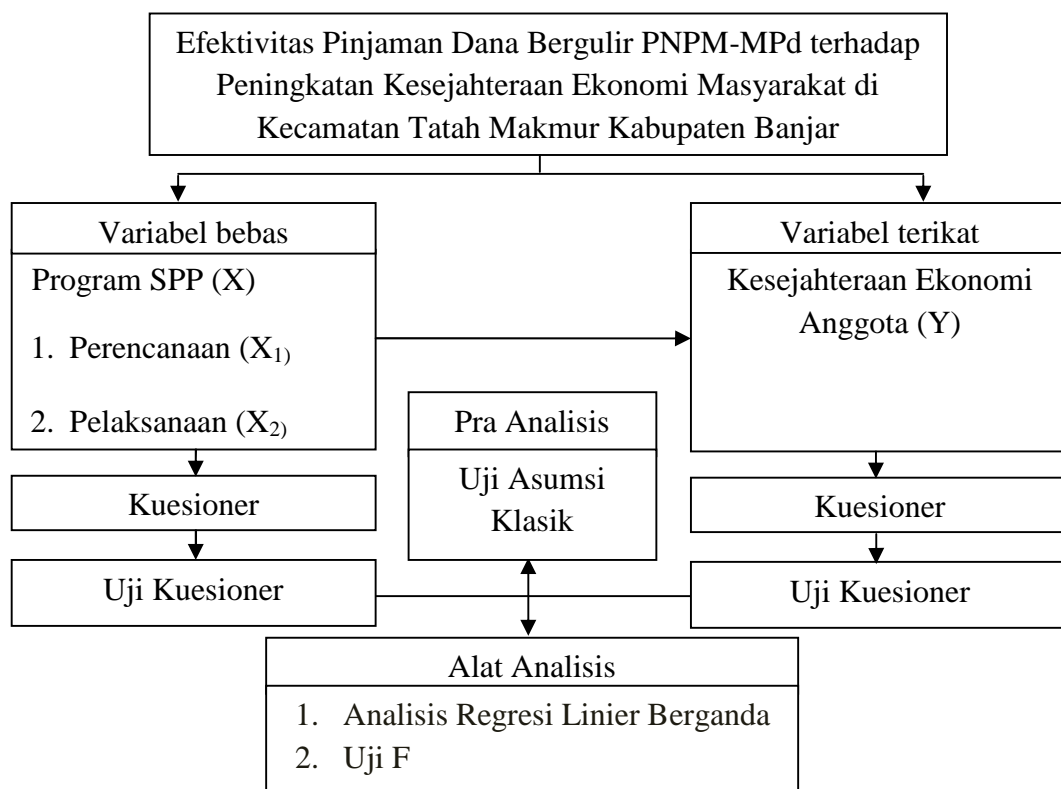 Efektivitas Pinjaman Dana Bergulir PNPM-MPd terhadap
Peningkatan Kesejahteraan Ekonomi Masyarakat di
Kecamatan Tatah Makmur Kabupaten Banjar
Variabel bebas
Program SPP (X)
1. Perencanaan (X₁)
2. Pelaksanaan (X₂)
Variabel terikat
Kesejahteraan Ekonomi
Anggota (Y)
Pra Analisis
Uji Asumsi
Klasik
Kuesioner
Kuesioner
Uji Kuesioner
Uji Kuesioner
Alat Analisis
1. Analisis Regresi Linier Berganda
2. Uji F